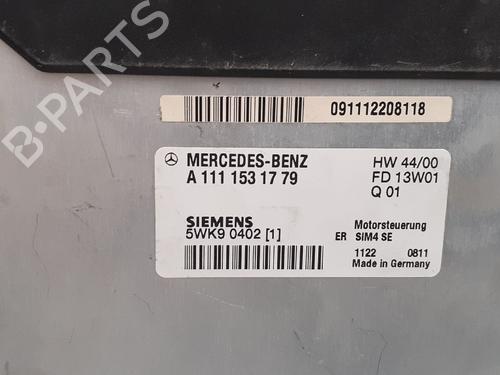 091112208118
MERCEDES-BENZ
A 111 153 17 79
HW 44/00
FD 13W01
Q 01
SIEMENS
5WK9 0402 [1]
Motorsteuerung
ER SIM4 SE
1122 0811
Made in Germany
B-PARTS